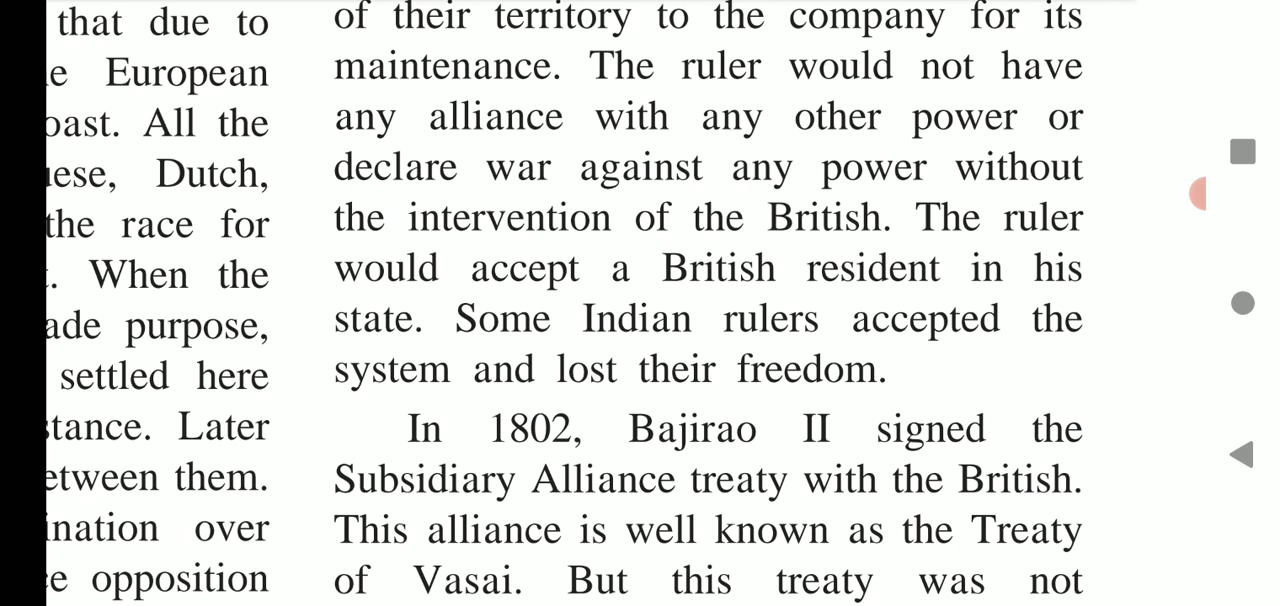 that due to
European
All the
Dutch,
the race for
When the
purpose,
settled here
Later
between them.
over
opposition
of their territory to the company for its
maintenance. The ruler would not have
any alliance with any other power or
declare war against any power without
the intervention of the British. The ruler
would accept a British resident in his
state. Some Indian rulers accepted the
system and lost their freedom.
In 1802, Bajirao II signed the
Subsidiary Alliance treaty with the British.
This alliance is well known as the Treaty
of Vasai. But this treaty was not